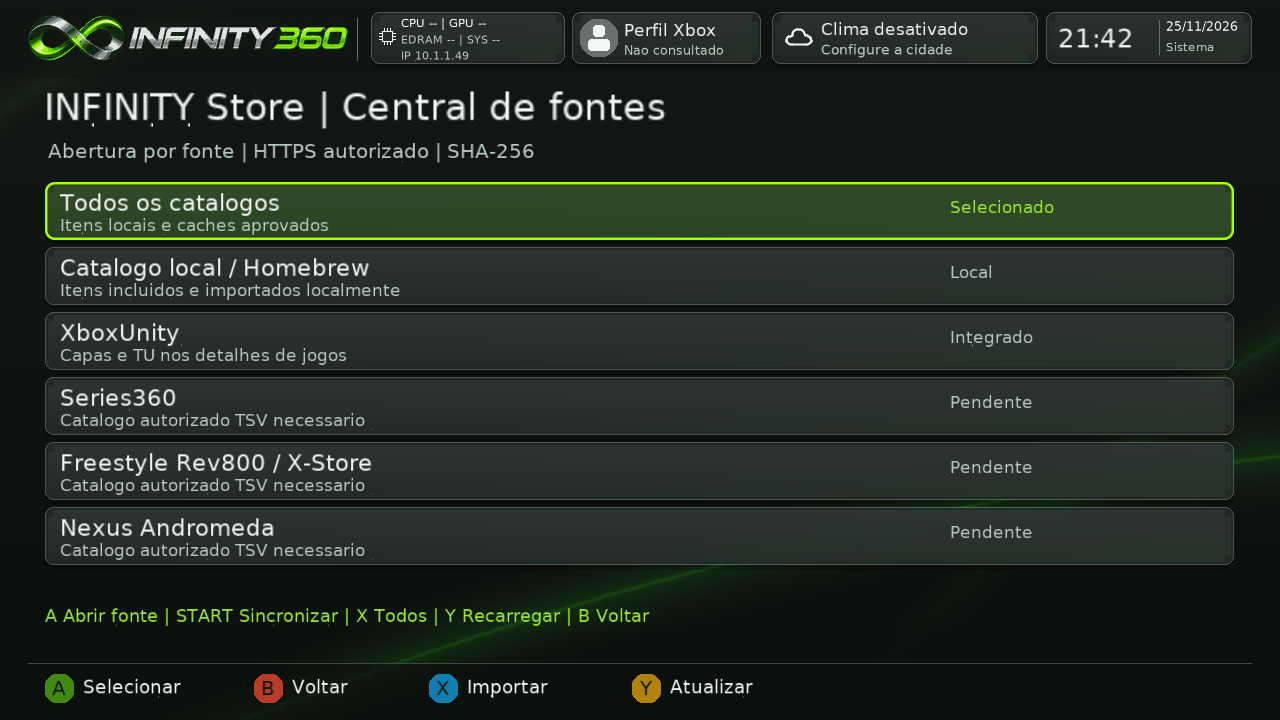 INFINITY 360
CPU -- | GPU --
EDRAM -- | SYS --
IP 10.1.1.49
Perfil Xbox
Nao consultado
Clima desativado
Configure a cidade
21:42
25/11/2026
Sistema
INFINITY Store | Central de fontes
Abertura por fonte | HTTPS autorizado | SHA-256
Todos os catalogos
Itens locais e caches aprovados
Selecionado
Catalogo local / Homebrew
Itens incluidos e importados localmente
Local
XboxUnity
Capas e TU nos detalhes de jogos
Integrado
Series360
Catalogo autorizado TSV necessario
Pendente
Freestyle Rev800 / X-Store
Catalogo autorizado TSV necessario
Pendente
Nexus Andromeda
Catalogo autorizado TSV necessario
Pendente
A Abrir fonte | START Sincronizar | X Todos | Y Recarregar | B Voltar
A Selecionar
B Voltar
X Importar
Y Atualizar